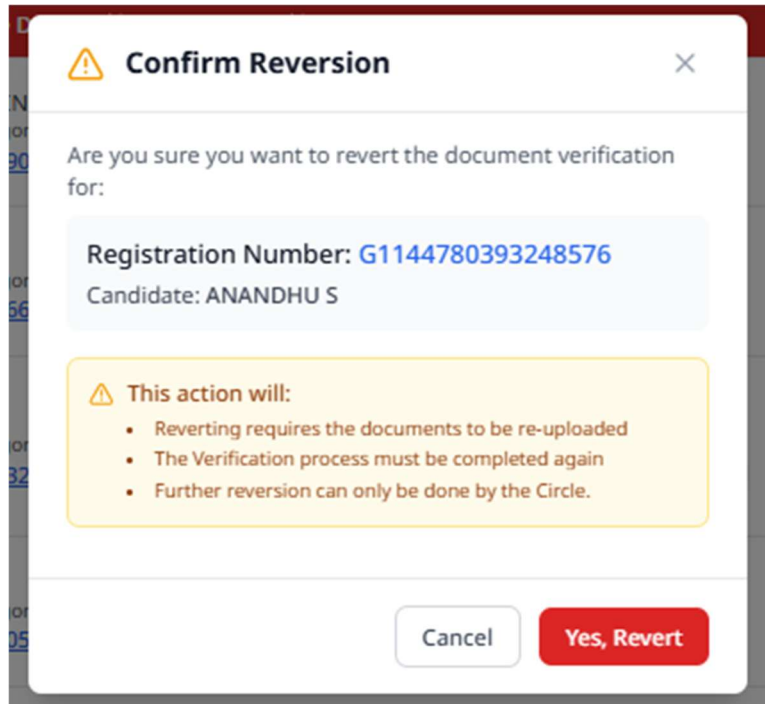 Confirm Reversion
Are you sure you want to revert the document verification
for:
Registration Number: G1144780393248576
Candidate: ANANDHU S
This action will:
• Reverting requires the documents to be re-uploaded
• The Verification process must be completed again
• Further reversion can only be done by the Circle.
Cancel
Yes, Revert